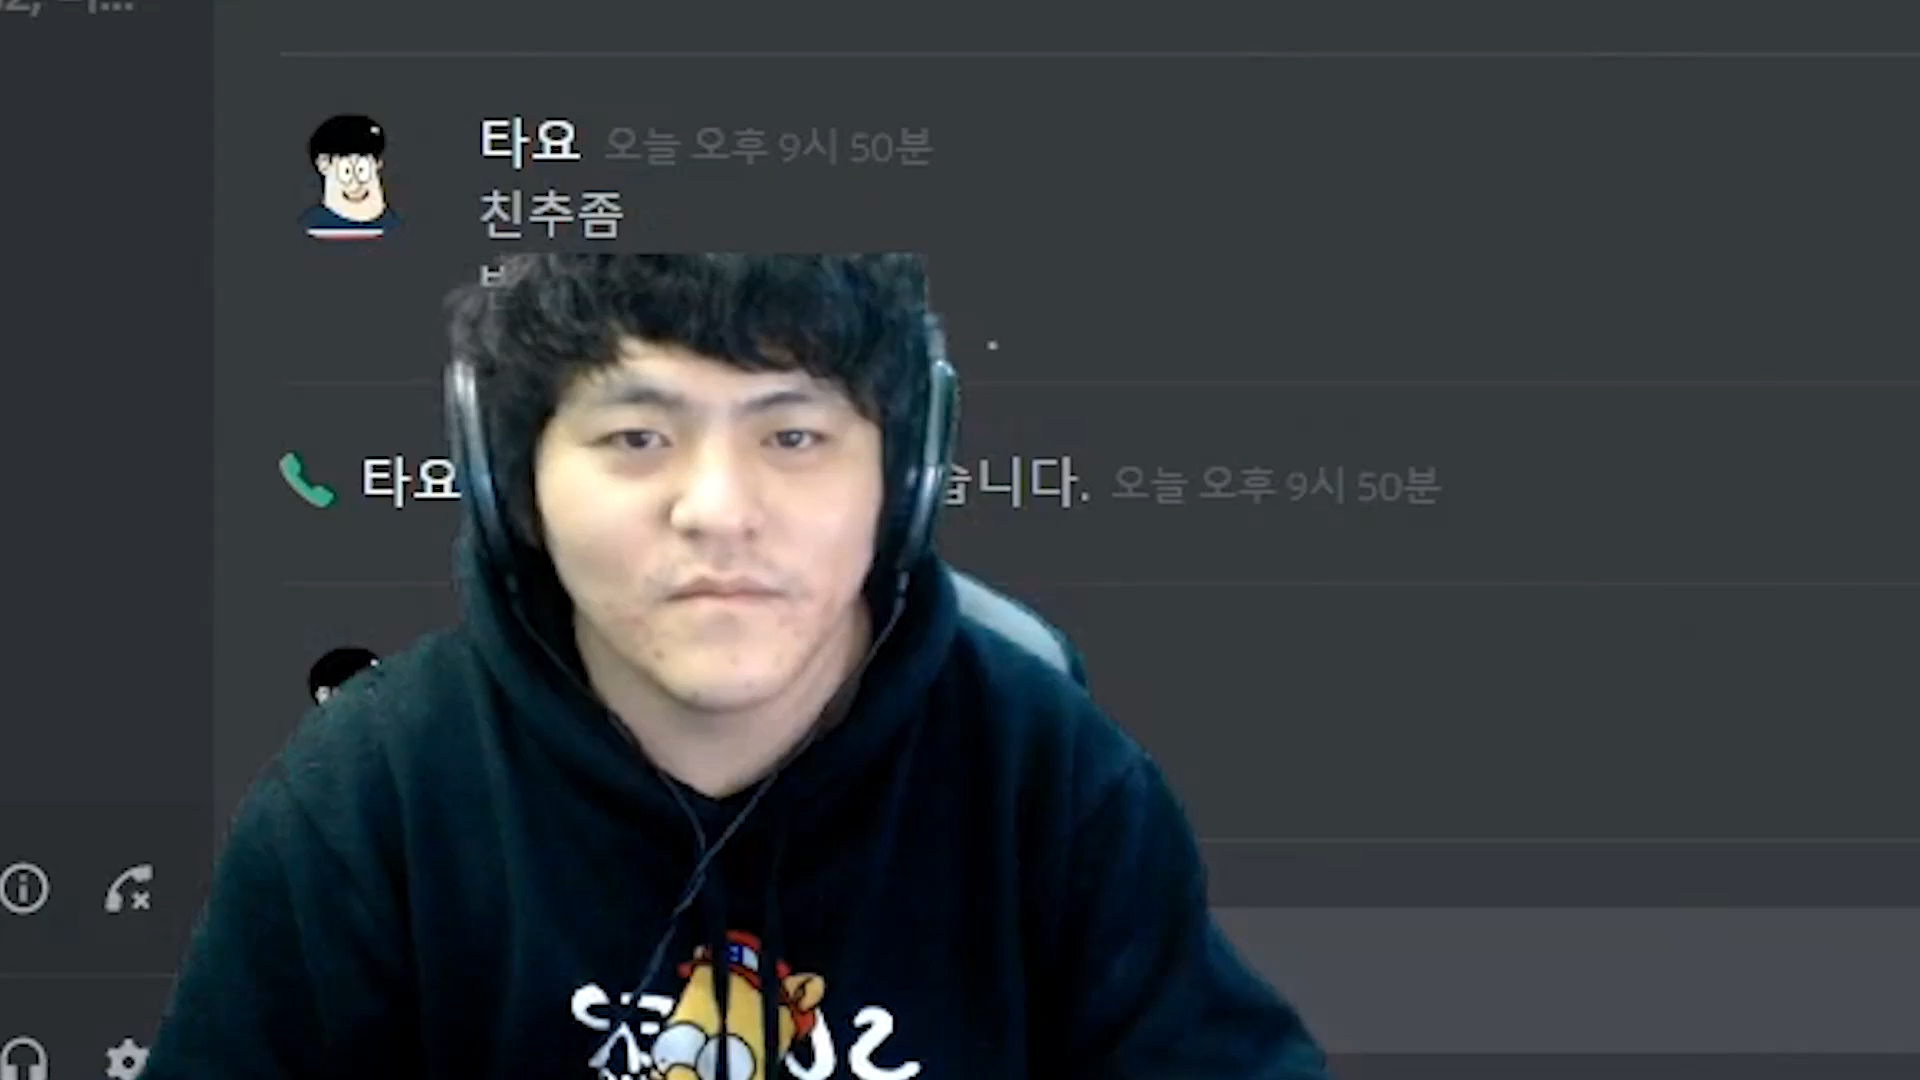 타요 오늘 오후 9시 50분
친추좀
타요 습니다. 오늘 오후 9시 50분